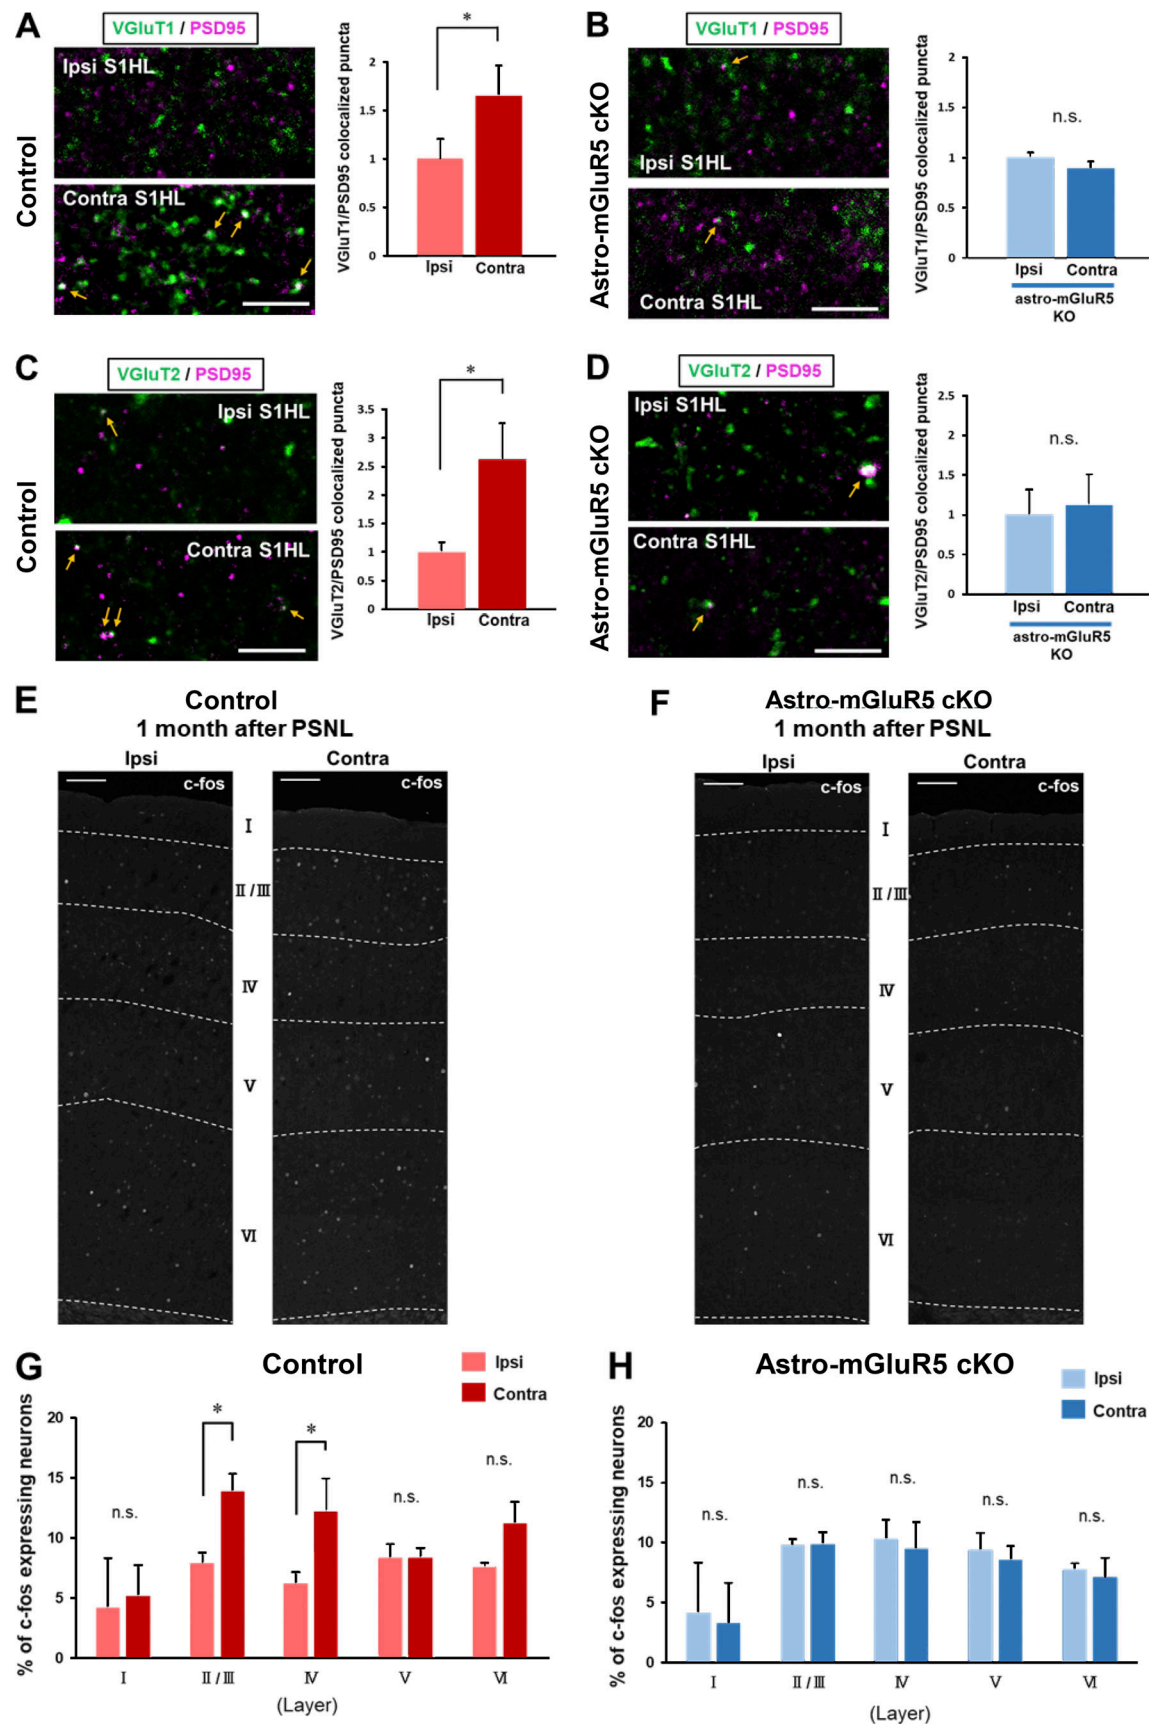 A
VGluT1 / PSD95
Control
Ipsi S1HL
Contra S1HL
VGluT1/PSD95 colocalized puncta
2
1.5
1
0.5
0
*
Ipsi Contra
B
VGluT1 / PSD95
Astro-mGluR5 cKO
Ipsi S1HL
Contra S1HL
VGluT1/PSD95 colocalized puncta
2
1.5
1
0.5
0
n.s.
Ipsi Contra
astro-mGluR5
KO
C
VGluT2 / PSD95
Control
Ipsi S1HL
Contra S1HL
VGluT2/PSD95 colocalized puncta
3.5
3
2.5
2
1.5
1
0.5
0
*
Ipsi Contra
D
VGluT2 / PSD95
Astro-mGluR5 cKO
Ipsi S1HL
Contra S1HL
VGluT2/PSD95 colocalized puncta
2.5
2
1.5
1
0.5
0
n.s.
Ipsi Contra
astro-mGluR5
KO
E
Control
1 month after PSNL
Ipsi Contra
c-fos c-fos
I
II / III
IV
V
VI
F
Astro-mGluR5 cKO
1 month after PSNL
Ipsi Contra
c-fos c-fos
I
II / III
IV
V
VI
G
Control
Ipsi
Contra
% of c-fos expressing neurons
20
15
10
5
0
n.s. * * n.s. n.s.
I II / III IV V VI
(Layer)
H
Astro-mGluR5 cKO
Ipsi
Contra
% of c-fos expressing neurons
20
15
10
5
0
n.s. n.s. n.s. n.s. n.s.
I II / III IV V VI
(Layer)